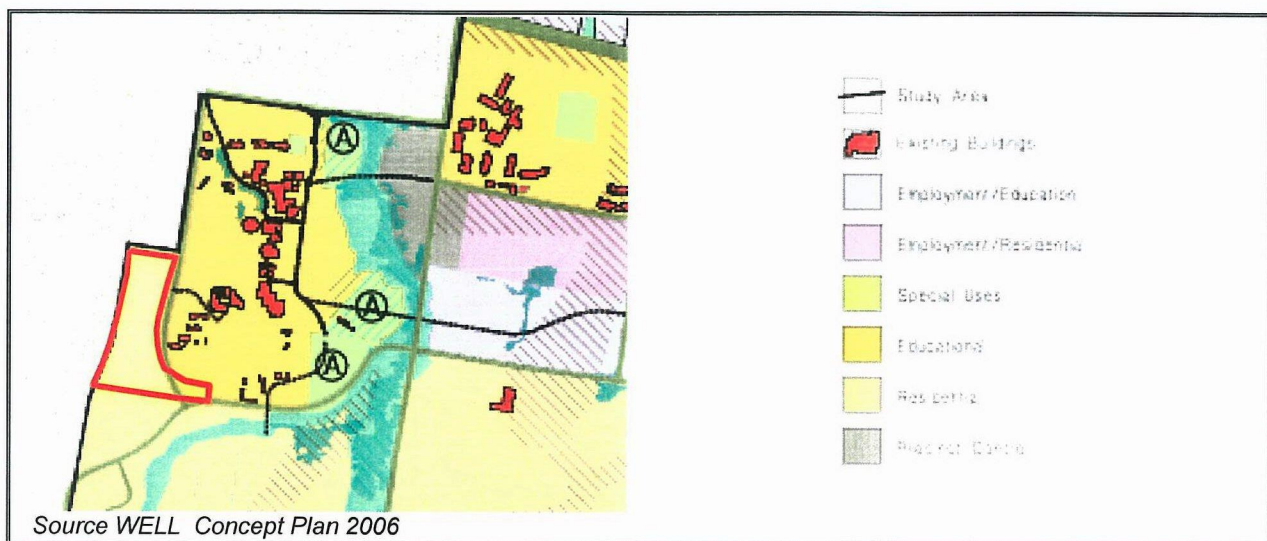 A
A
A
Study Area
Existing Buildings
Employment/Education
Employment/Residential
Special Uses
Educational
Residential
Precinct Centre
Source WELL Concept Plan 2006